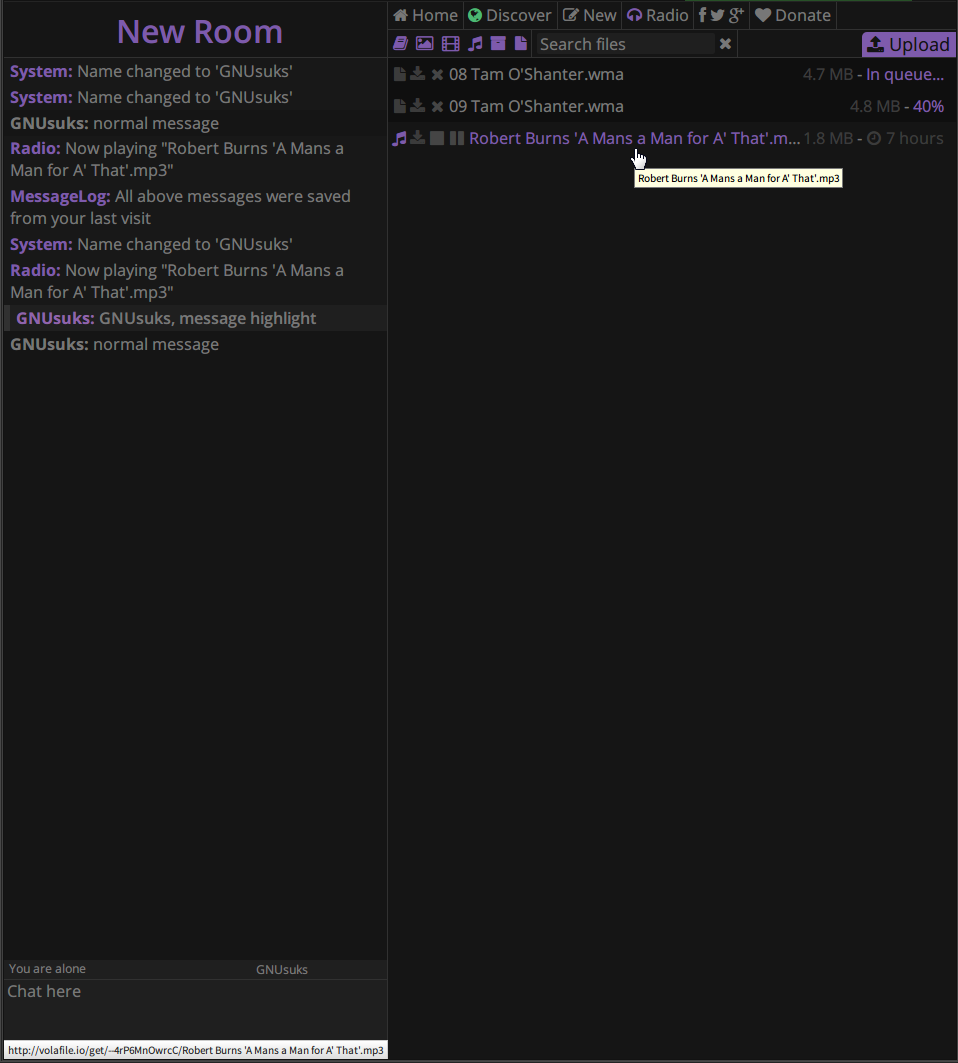 New Room
System: Name changed to 'GNUsuks'
System: Name changed to 'GNUsuks'
GNUsuks: normal message
Radio: Now playing "Robert Burns 'A Mans a
Man for A' That'.mp3"
MessageLog: All above messages were saved
from your last visit
System: Name changed to 'GNUsuks'
Radio: Now playing "Robert Burns 'A Mans a
Man for A' That'.mp3"
GNUsuks: GNUsuks, message highlight
GNUsuks: normal message
You are alone GNUsuks
Chat here
http://volafile.io/get/--4rP6MnOwrcC/Robert Burns 'A Mans a Man for A' That'.mp3
Home Discover New Radio Donate
Search files Upload
08 Tam O'Shanter.wma 4.7 MB - In queue...
09 Tam O'Shanter.wma 4.8 MB - 40%
Robert Burns 'A Mans a Man for A' That'.m... 1.8 MB - 7 hours
Robert Burns 'A Mans a Man for A' That'.mp3